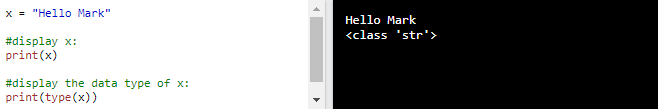 x = "Hello Mark"
#display x:
print(x)
#display the data type of x:
print(type(x))
Hello Mark
<class 'str'>